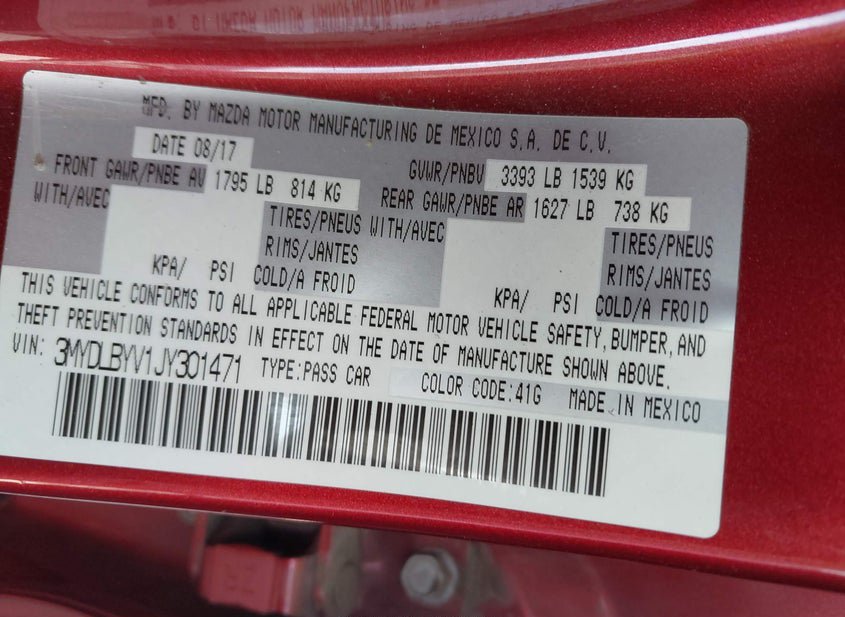 MFD. BY MAZDA MOTOR MANUFACTURING DE MEXICO S.A. DE C.V.
DATE 08/17 GVWR/PNBV 3393 LB 1539 KG
FRONT GAWR/PNBE AV 1795 LB 814 KG REAR GAWR/PNBE AR 1627 LB 738 KG
WITH/AVEC TIRES/PNEUS WITH/AVEC TIRES/PNEUS
RIMS/JANTES RIMS/JANTES
KPA/ PSI COLD/A FROID KPA/ PSI COLD/A FROID
THIS VEHICLE CONFORMS TO ALL APPLICABLE FEDERAL MOTOR VEHICLE SAFETY, BUMPER, AND
THEFT PREVENTION STANDARDS IN EFFECT ON THE DATE OF MANUFACTURE SHOWN ABOVE.
VIN: 3MYDLBYV1JY301471 TYPE:PASS CAR COLOR CODE:41G MADE IN MEXICO